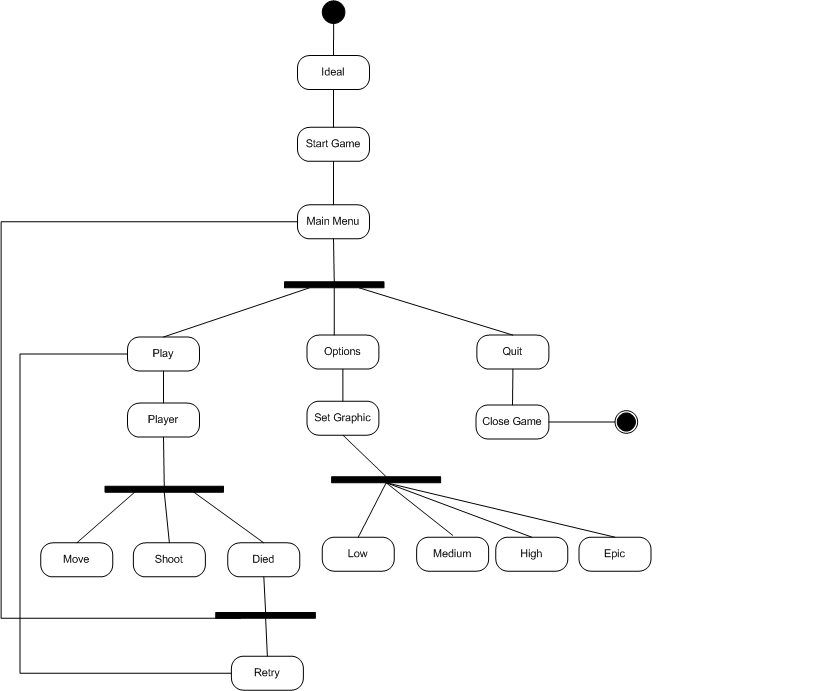 Ideal
Start Game
Main Menu
Play
Options
Quit
Player
Set Graphic
Close Game
Move
Shoot
Died
Low
Medium
High
Epic
Retry